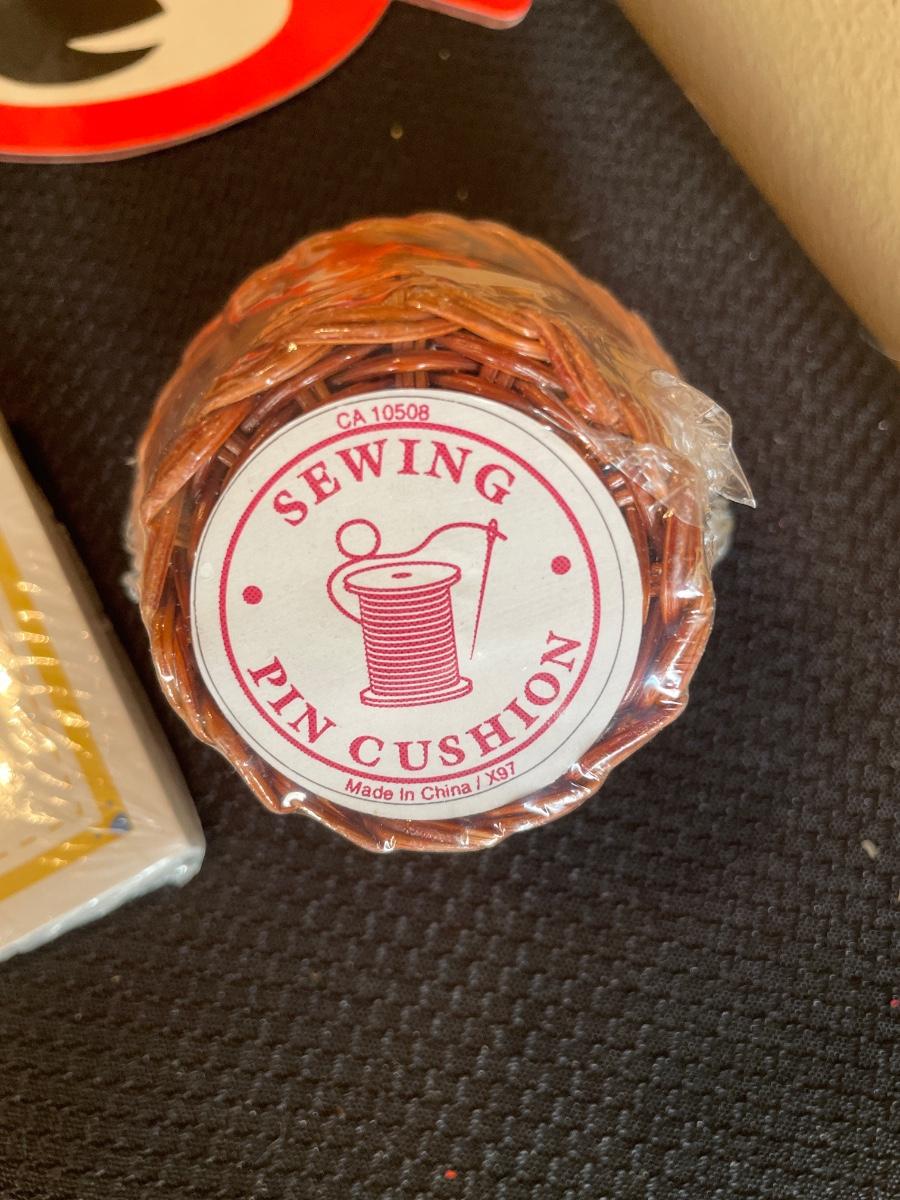 CA 10508
SEWING
PIN CUSHION
Made In China / X97